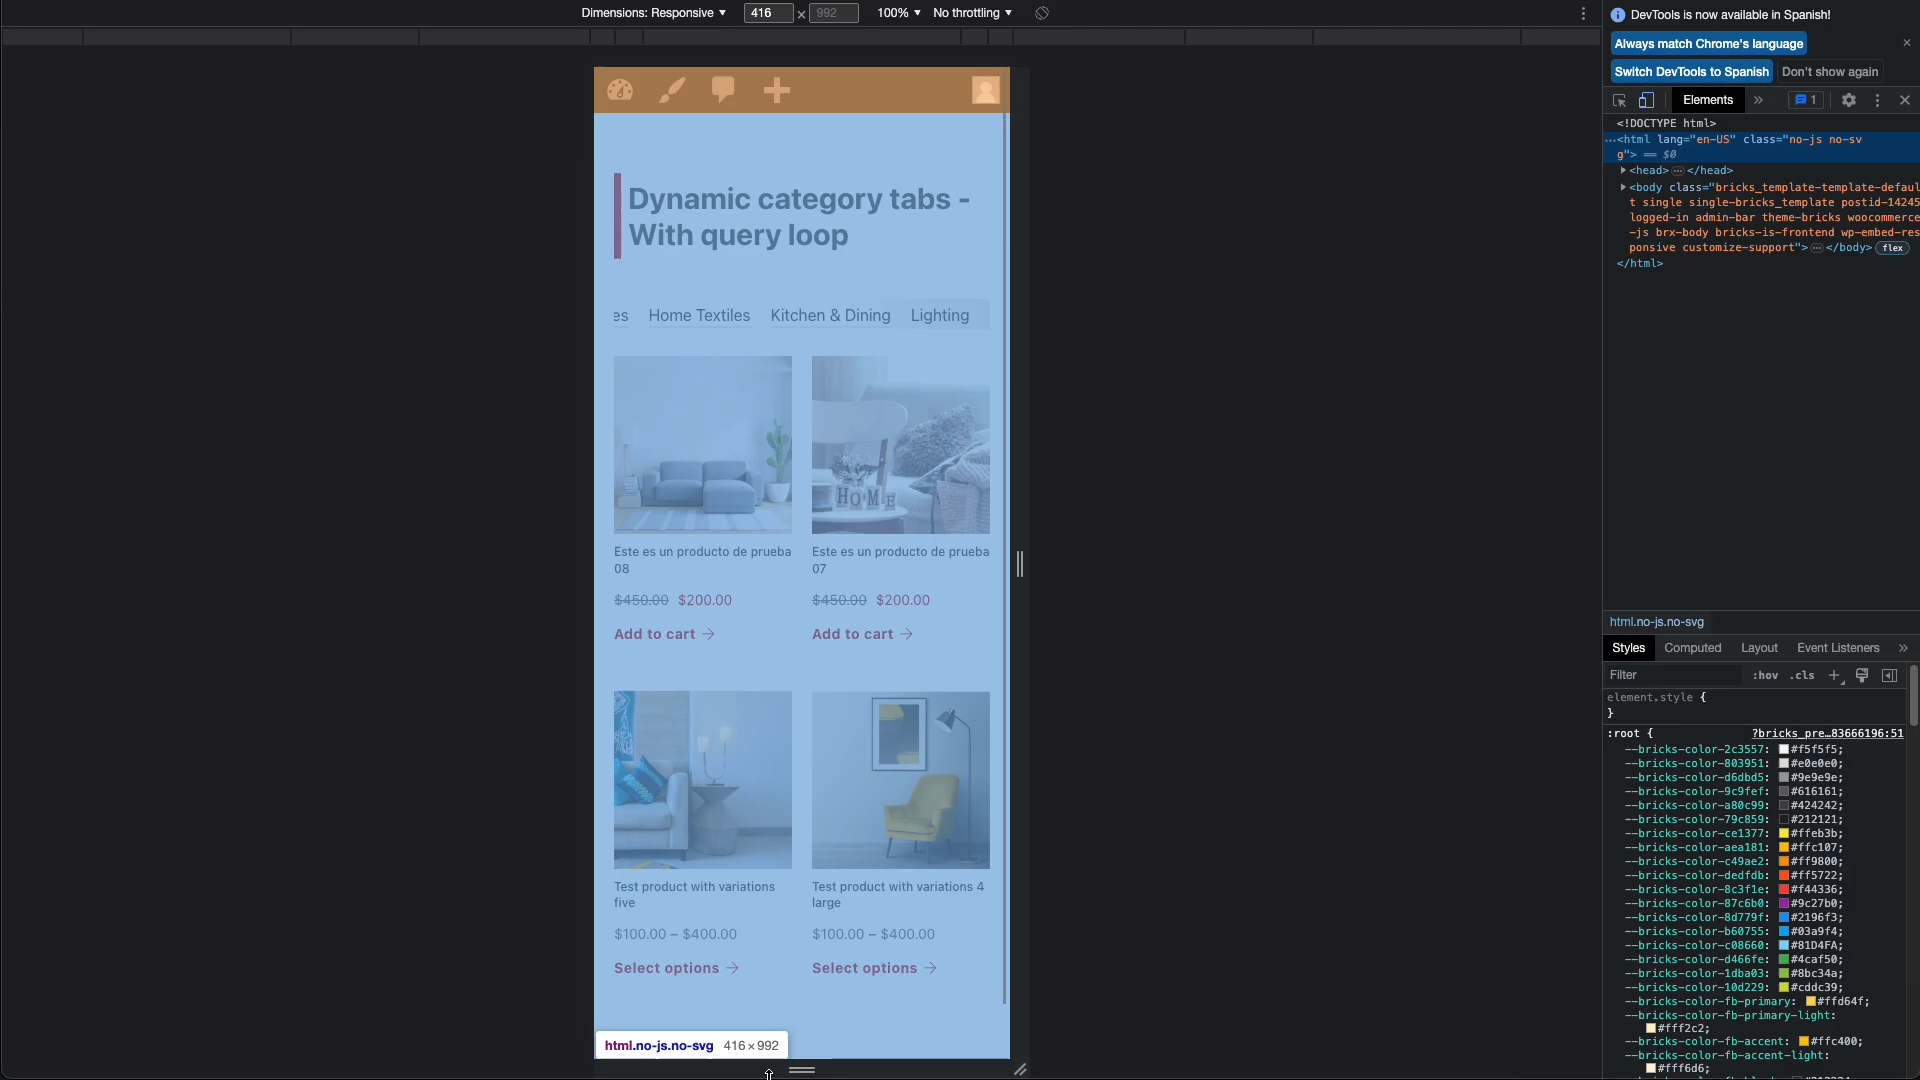 Dimensions: Responsive ▼ 416 × 992 100% ▼ No throttling ▼
DevTools is now available in Spanish!
Always match Chrome's language
Switch DevTools to Spanish Don't show again
Elements » 1
<!DOCTYPE html>
<html lang="en-US" class="no-js no-sv
g"> == $0
<head> … </head>
<body class="bricks_template-template-defaul
t single single-bricks_template postid-14245
logged-in admin-bar theme-bricks woocommerce
-js brx-body bricks-is-frontend wp-embed-res
ponsive customize-support"> … </body> flex
</html>
Dynamic category tabs -
With query loop
es Home Textiles Kitchen & Dining Lighting
HOME
Este es un producto de prueba
08
$450.00 $200.00
Add to cart →
Este es un producto de prueba
07
$450.00 $200.00
Add to cart →
Test product with variations
five
$100.00 – $400.00
Select options →
Test product with variations 4
large
$100.00 – $400.00
Select options →
html.no-js.no-svg 416 × 992
html.no-js.no-svg
Styles Computed Layout Event Listeners »
Filter :hov .cls +
element.style {
}
:root { ?bricks_pre…83666196:51
--bricks-color-2c3557: #f5f5f5;
--bricks-color-803951: #e0e0e0;
--bricks-color-d6dbd5: #9e9e9e;
--bricks-color-9c9fef: #616161;
--bricks-color-a80c99: #424242;
--bricks-color-79c859: #212121;
--bricks-color-ce1377: #ffeb3b;
--bricks-color-aea181: #ffc107;
--bricks-color-c49ae2: #ff9800;
--bricks-color-dedfdb: #ff5722;
--bricks-color-8c3f1e: #f44336;
--bricks-color-87c6b0: #9c27b0;
--bricks-color-8d779f: #2196f3;
--bricks-color-b60755: #03a9f4;
--bricks-color-c08660: #81D4FA;
--bricks-color-d466fe: #4caf50;
--bricks-color-1dba03: #8bc34a;
--bricks-color-10d229: #cddc39;
--bricks-color-fb-primary: #ffd64f;
--bricks-color-fb-primary-light:
#fff2c2;
--bricks-color-fb-accent: #ffc400;
--bricks-color-fb-accent-light:
#fff6d6;